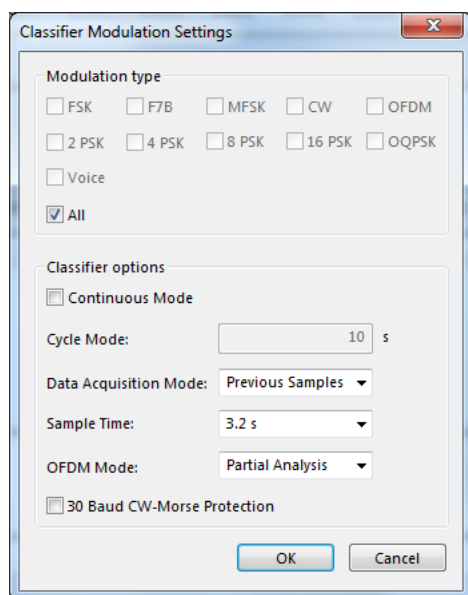 Classifier Modulation Settings
Modulation type
FSK F7B MFSK CW OFDM
2 PSK 4 PSK 8 PSK 16 PSK OQPSK
Voice
All
Classifier options
Continuous Mode
Cycle Mode: 10 s
Data Acquisition Mode: Previous Samples
Sample Time: 3.2 s
OFDM Mode: Partial Analysis
30 Baud CW-Morse Protection
OK Cancel